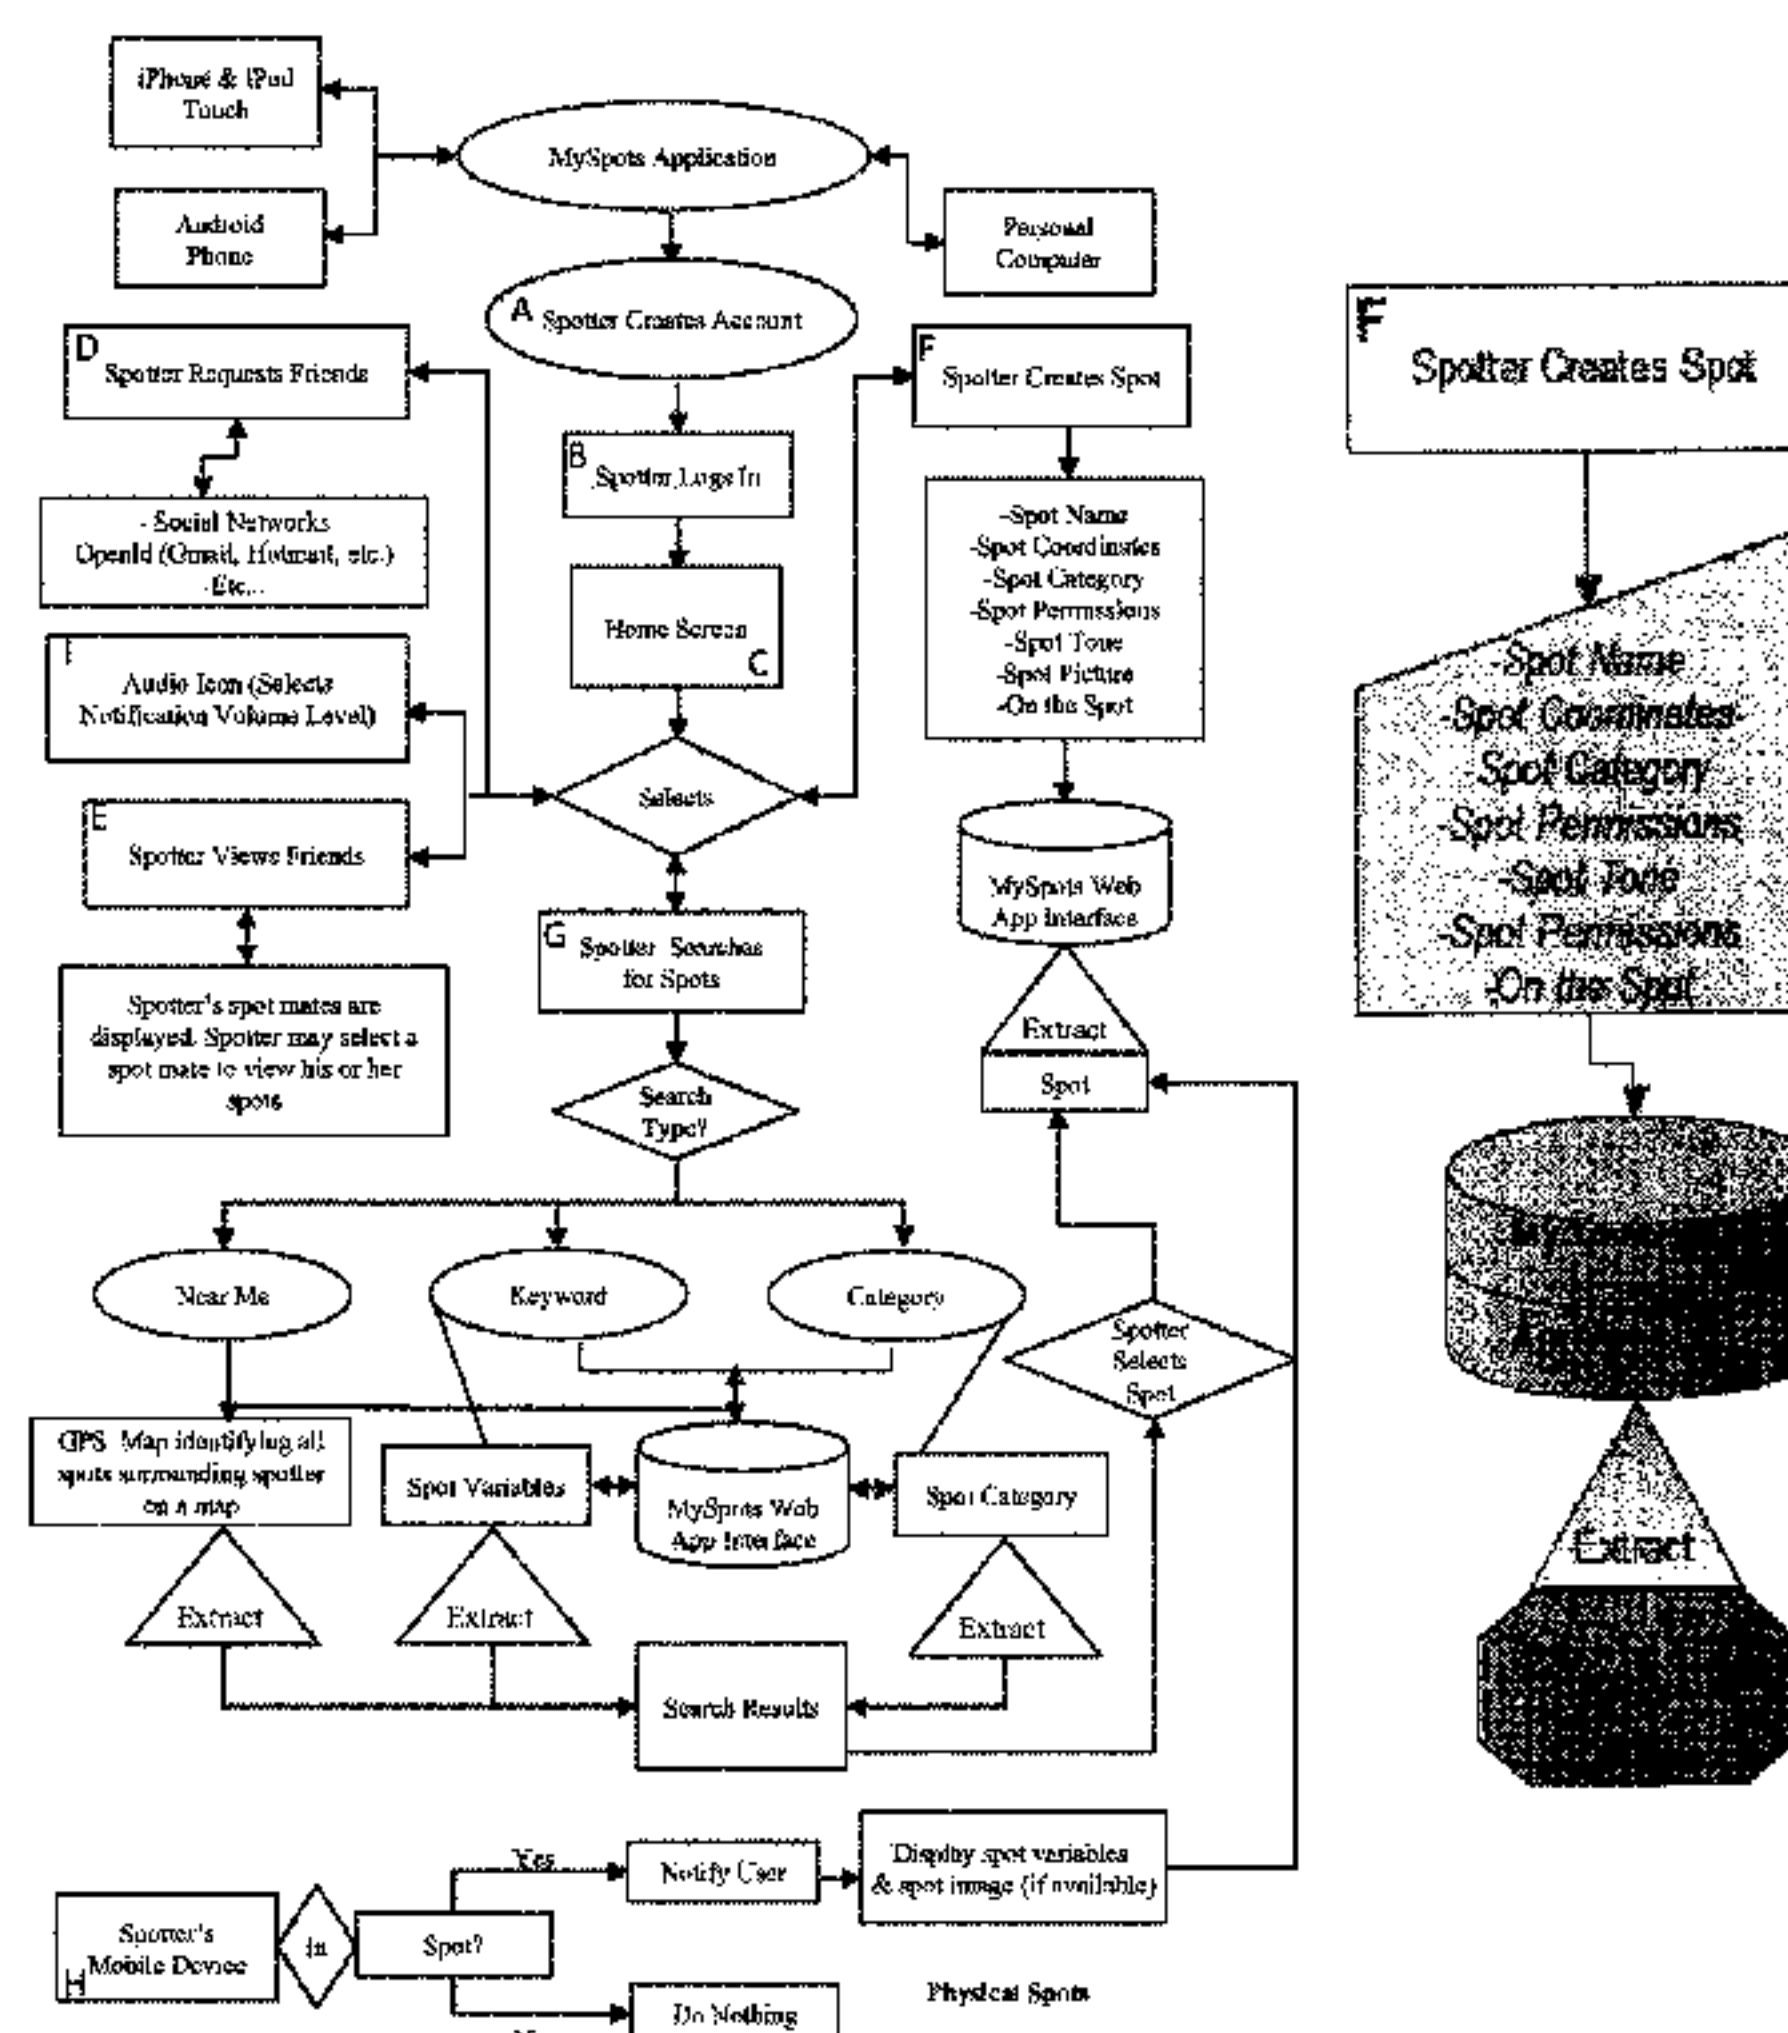 iPhone & iPod
Touch
MySpots Application
Android
Phone
Personal
Computer
A Spotter Creates Account
D
Spotter Requests Friends
F
Spotter Creates Spot
B
Spotter Logs In
- Social Networks
OpenId (Gmail, Hotmail, etc.)
-Etc...
-Spot Name
-Spot Coordinates
-Spot Category
-Spot Permissions
-Spot Tone
-Spot Picture
-On the Spot
Home Screen
C
I
Audio Icon (Selects
Notification Volume Level)
Selects
E
Spotter Views Friends
MySpots Web
App Interface
G
Spotter Searches
for Spots
Spotter's spot mates are
displayed. Spotter may select a
spot mate to view his or her
spots
Extract
Spot
Search
Type?
Near Me
Keyword
Category
Spotter
Selects
Spot
GPS Map identifying all
spots surrounding spotter
on a map
Spot Variables
MySpots Web
App Interface
Spot Category
Extract
Extract
Extract
Search Results
Yes
Notify User
Display spot variables
& spot image (if available)
Spotter's
Mobile Device
H
In
Spot?
Do Nothing
Physical Spots
F
Spotter Creates Spot
-Spot Name
-Spot Coordinates-
-Spot Category
-Spot Permissions
-Spot Tone
-Spot Permissions
-On the Spot
Extract